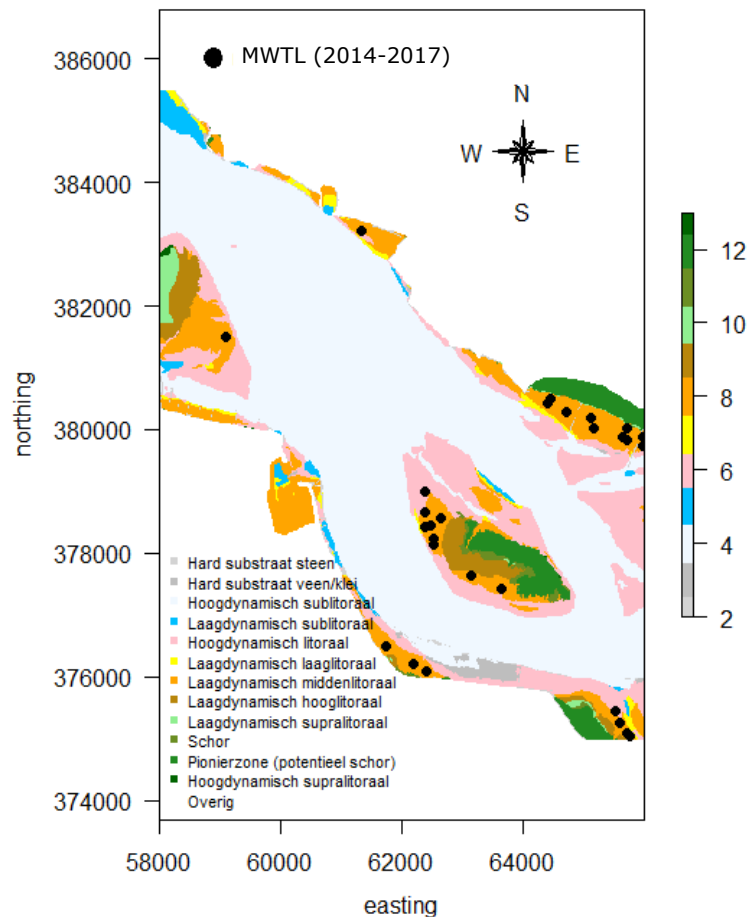 MWTL (2014-2017)
N
W E
S
northing
386000
384000
382000
380000
378000
376000
374000
58000 60000 62000 64000
easting
12
10
8
6
4
2
Hard substraat steen
Hard substraat veen/klei
Hoogdynamisch sublitoraal
Laagdynamisch sublitoraal
Hoogdynamisch litoraal
Laagdynamisch laaglitoraal
Laagdynamisch middenlitoraal
Laagdynamisch hooglitoraal
Laagdynamisch supralitoraal
Schor
Pionierzone (potentieel schor)
Hoogdynamisch supralitoraal
Overig